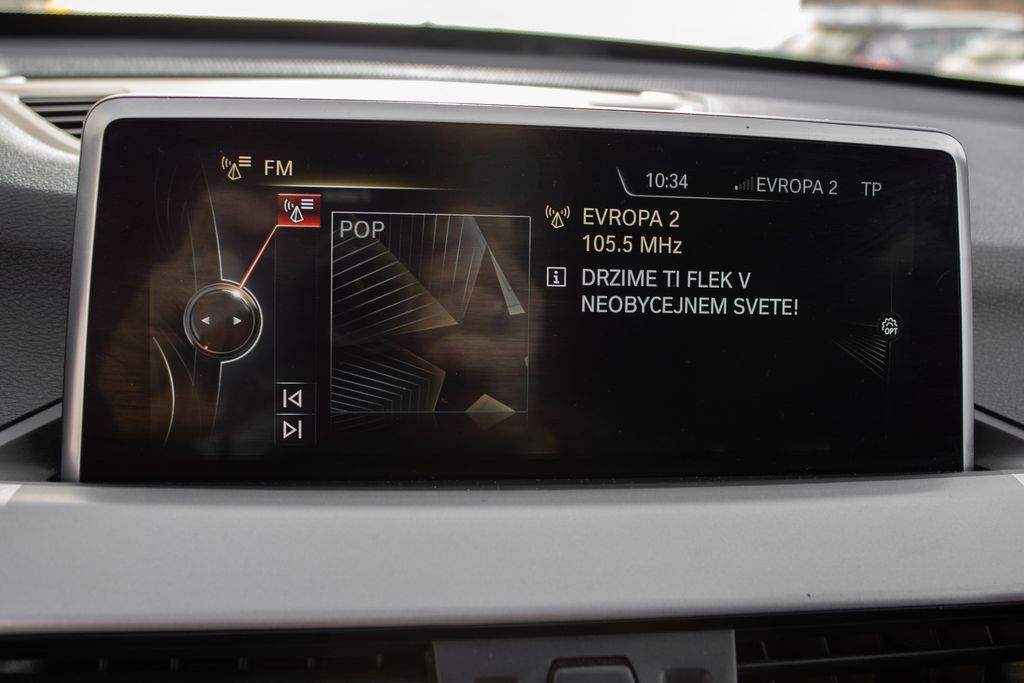 FM
10:34 EVROPA 2 TP
POP
EVROPA 2
105.5 MHz
DRZIME TI FLEK V
NEOBYCEJNEM SVETE!
OPT